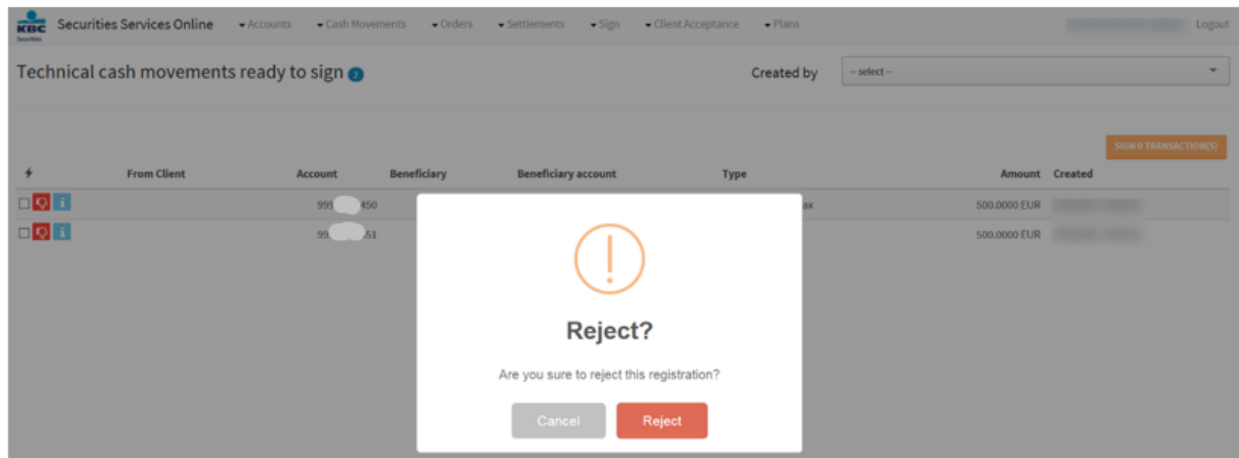 KBC Securities Services Online Accounts Cash Movements Orders Settlements Sign Client Acceptance Plans Logout
Securities
Technical cash movements ready to sign 2 Created by -- select --
SIGN 0 TRANSACTION(S)
From Client Account Beneficiary Beneficiary account Type Amount Created
i 450 ax 500.0000 EUR
i 51 500.0000 EUR
Reject?
Are you sure to reject this registration?
Cancel Reject